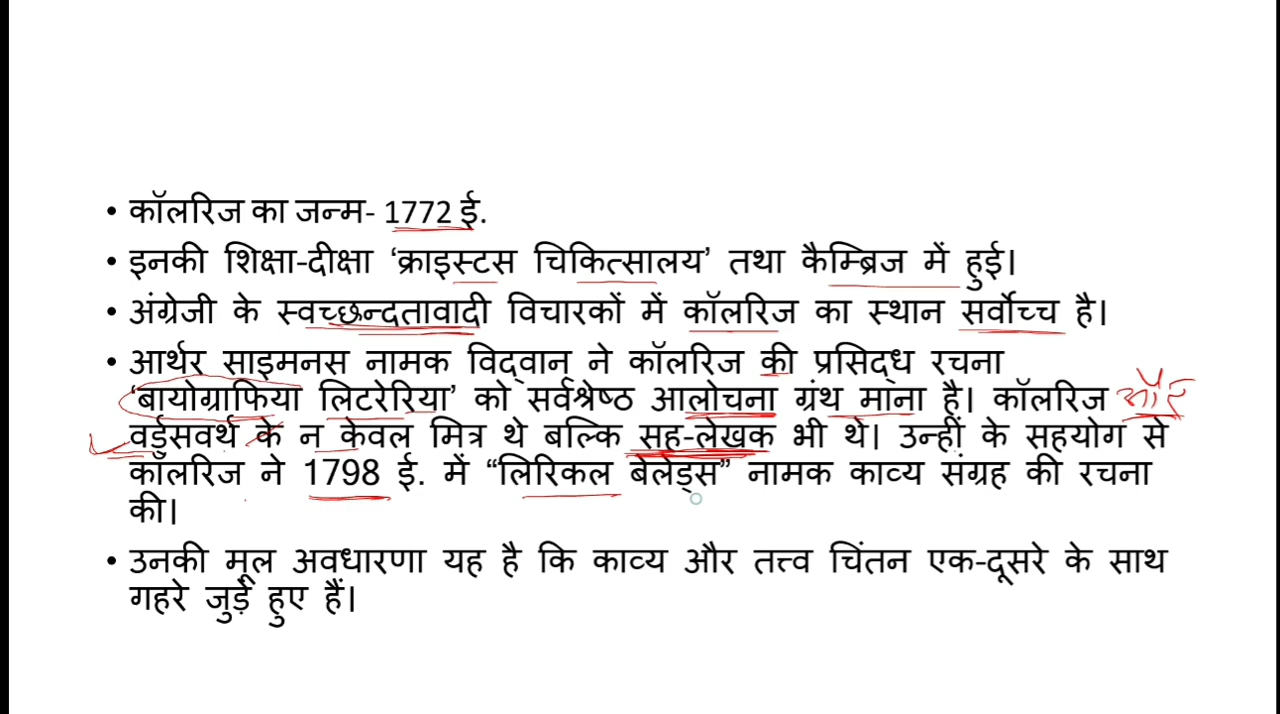 • कॉलरिज का जन्म- 1772 ई.
• इनकी शिक्षा-दीक्षा ‘क्राइस्टस चिकित्सालय’ तथा कैम्ब्रिज में हुई।
• अंग्रेजी के स्वच्छन्दतावादी विचारकों में कॉलरिज का स्थान सर्वोच्च है।
• आर्थर साइमनस नामक विद्वान् ने कॉलरिज की प्रसिद्ध रचना
‘बायोग्राफिया लिटरेरिया’ को सर्वश्रेष्ठ आलोचना ग्रंथ माना है। कॉलरिज और
वर्ड्सवर्थ के न केवल मित्र थे बल्कि सह-लेखक भी थे। उन्हीं के सहयोग से
कॉलरिज ने 1798 ई. में “लिरिकल बेलेड्स” नामक काव्य संग्रह की रचना
की।
• उनकी मूल अवधारणा यह है कि काव्य और तत्त्व चिंतन एक-दूसरे के साथ
गहरे जुड़े हुए हैं।